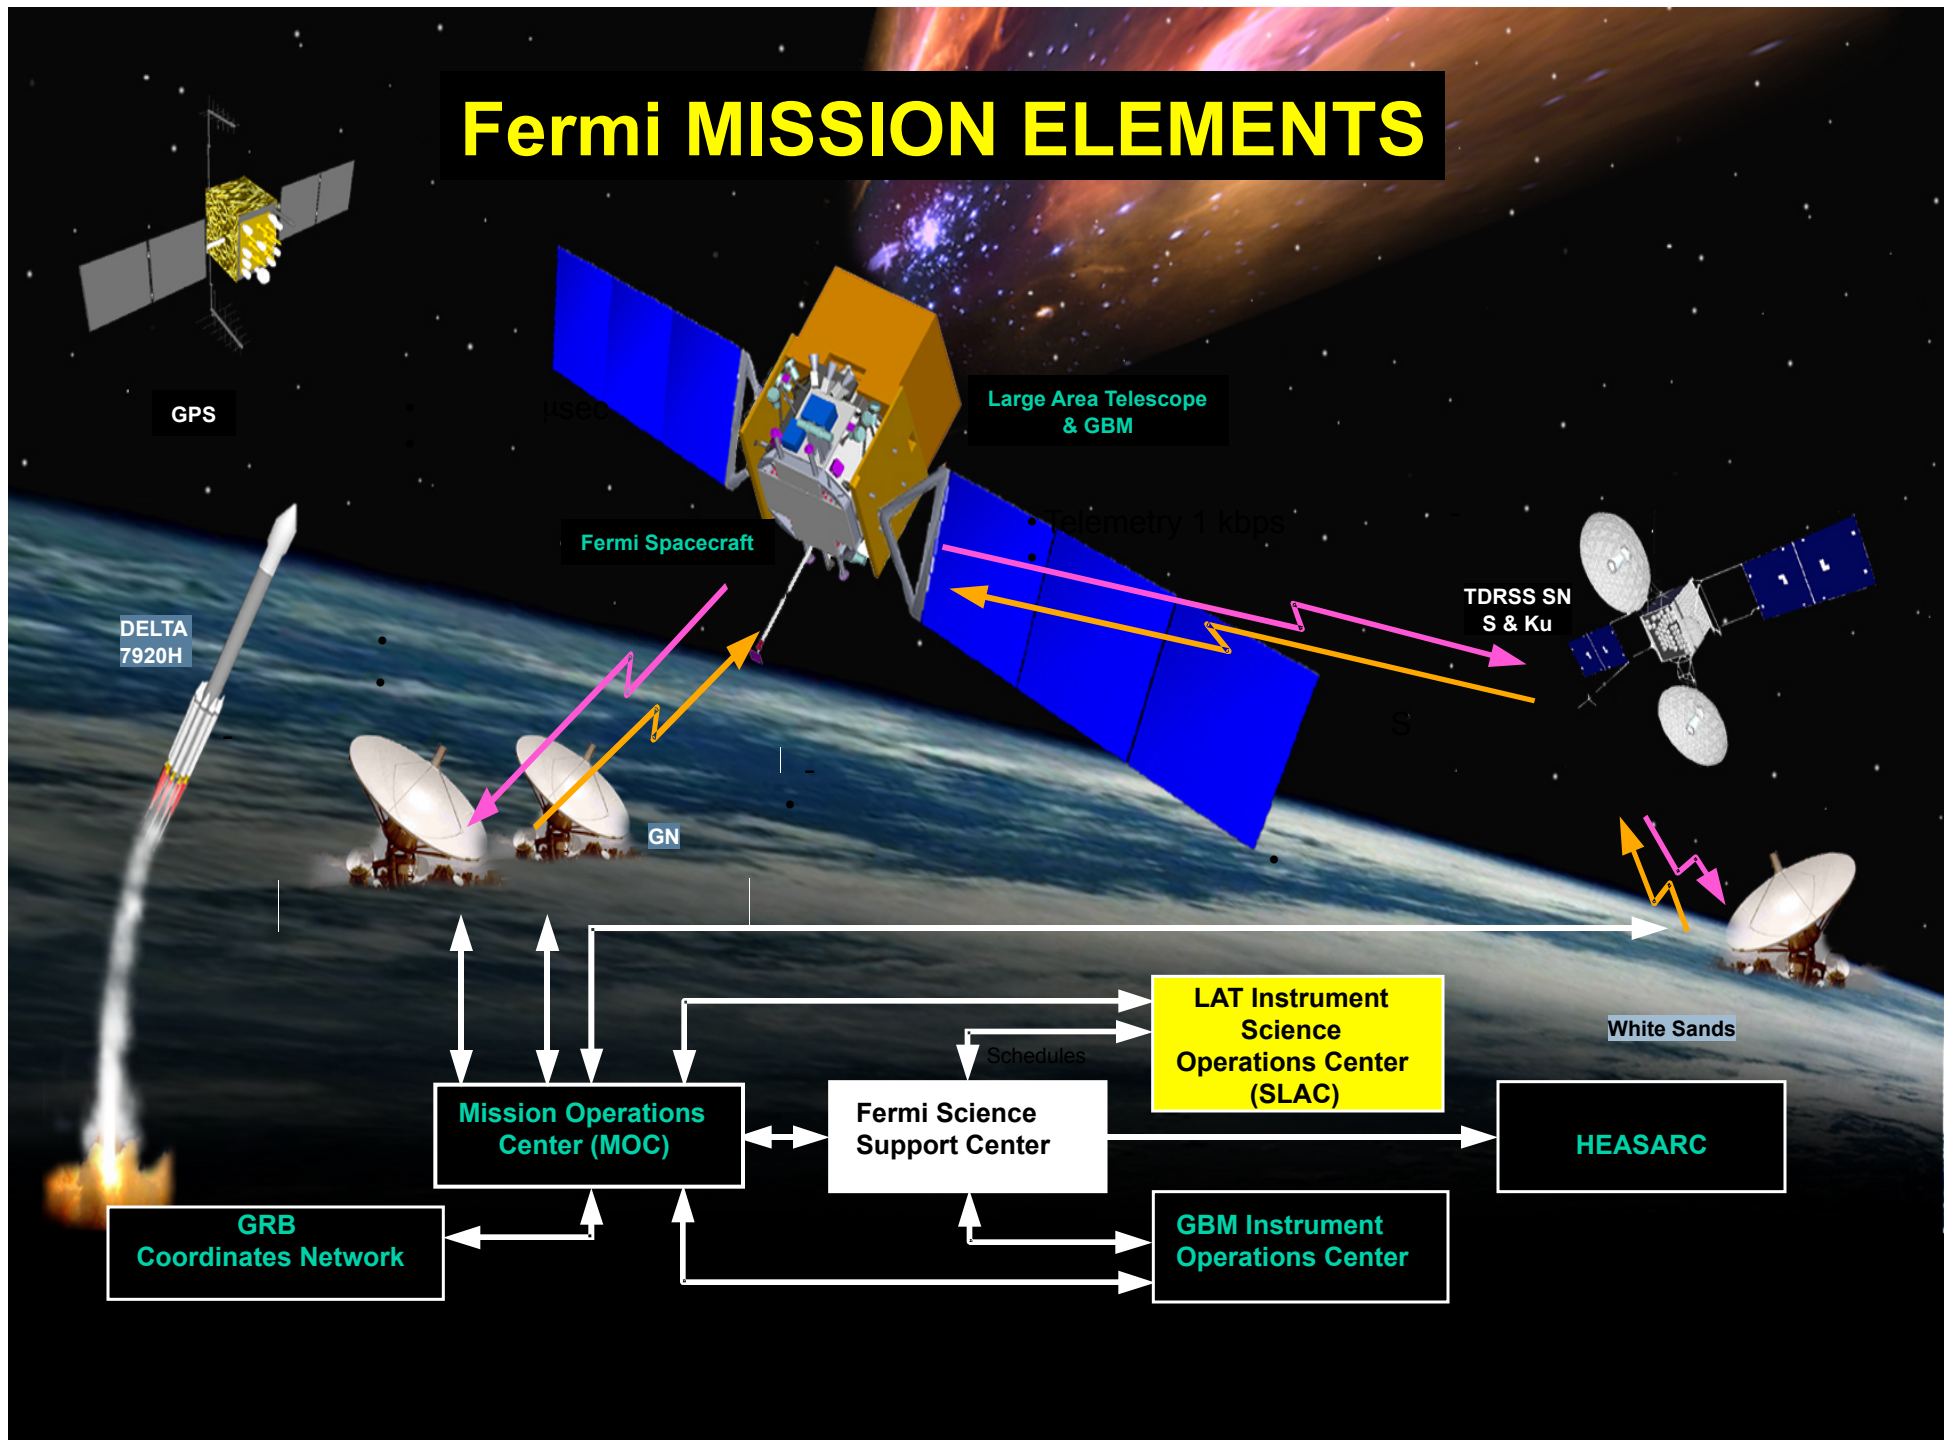 Fermi MISSION ELEMENTS
GPS
μsec
Large Area Telescope
& GBM
• Telemetry 1 kbps
Fermi Spacecraft
TDRSS SN
S & Ku
DELTA
7920H
S
GN
LAT Instrument
Science
Operations Center
(SLAC)
White Sands
Schedules
Mission Operations
Center (MOC)
Fermi Science
Support Center
HEASARC
GRB
Coordinates Network
GBM Instrument
Operations Center